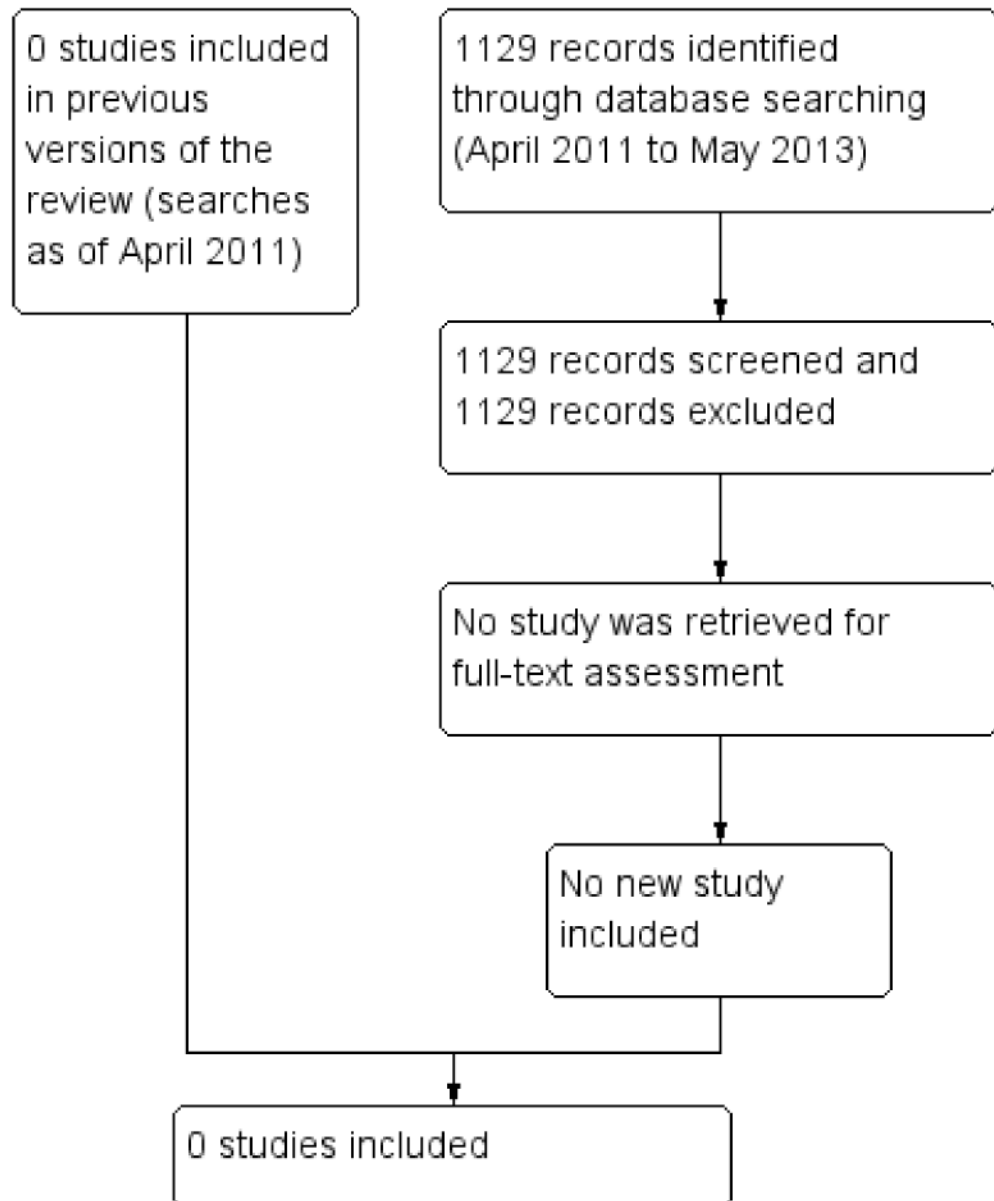 0 studies included
in previous
versions of the
review (searches
as of April 2011)
1129 records identified
through database searching
(April 2011 to May 2013)
1129 records screened and
1129 records excluded
No study was retrieved for
full-text assessment
No new study
included
0 studies included